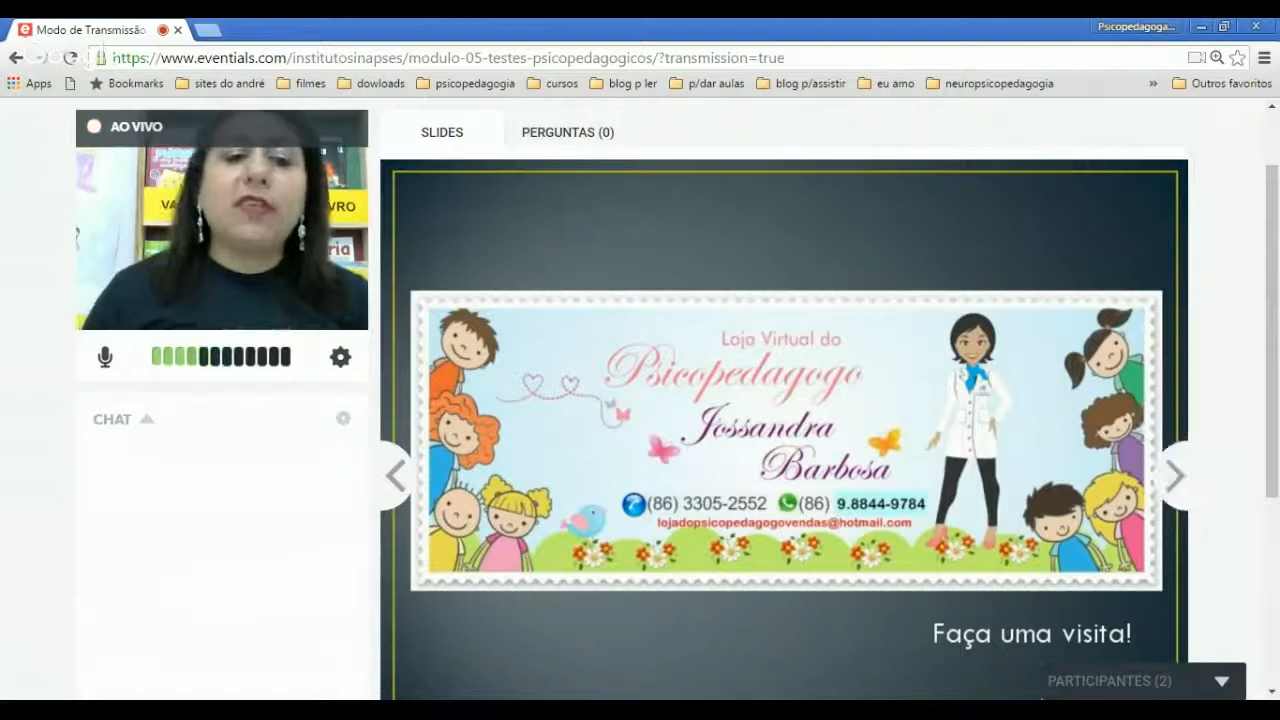 Modo de Transmissão
Psicopedagoga...
https://www.eventials.com/institutosinapses/modulo-05-testes-psicopedagogicos/?transmission=true
Apps Bookmarks sites do andré filmes dowloads psicopedagogia cursos blog p ler p/dar aulas blog p/assistir eu amo neuropsicopedagogia » Outros favoritos
AO VIVO
SLIDES PERGUNTAS (0)
VA
VRO
ria
CHAT
Loja Virtual do
Psicopedagogo
Jossandra
Barbosa
(86) 3305-2552 (86) 9.8844-9784
lojadopsicopedagogovendas@hotmail.com
Faça uma visita!
PARTICIPANTES (2)